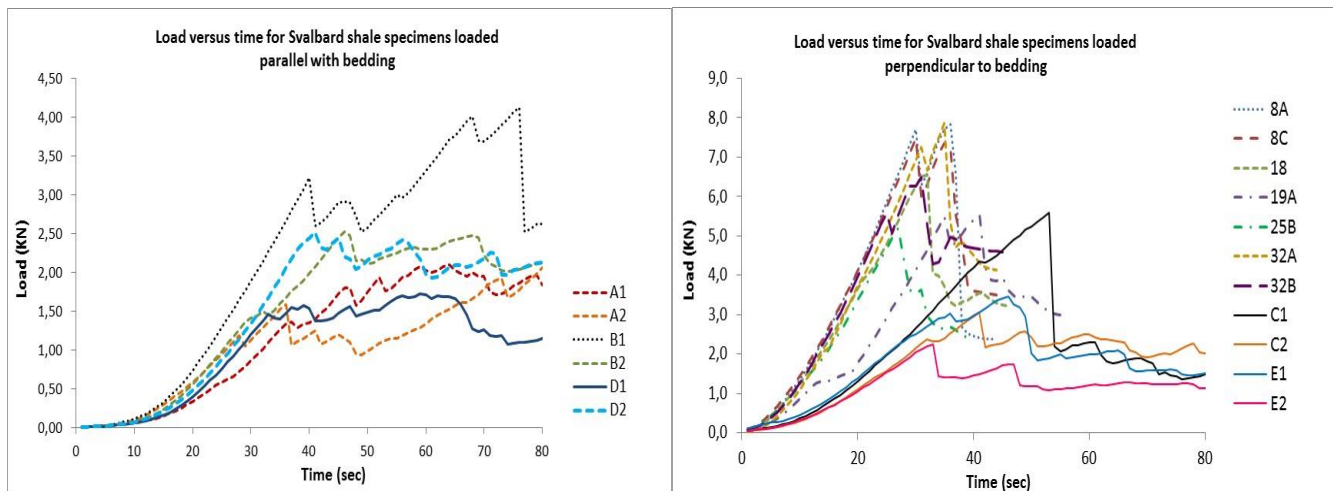 Load versus time for Svalbard shale specimens loaded
parallel with bedding
4,50
4,00
3,50
3,00
2,50
2,00
1,50
1,00
0,50
0,00
Load (KN)
0 10 20 30 40 50 60 70 80
Time (sec)
A1
A2
B1
B2
D1
D2
Load versus time for Svalbard shale specimens loaded
perpendicular to bedding
9,0
8,0
7,0
6,0
5,0
4,0
3,0
2,0
1,0
0,0
Load (KN)
0 20 40 60 80
Time (sec)
8A
8C
18
19A
25B
32A
32B
C1
C2
E1
E2